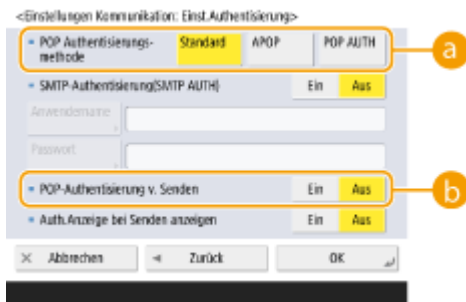 <Einstellungen Kommunikation: Einst.Authentisierung>
POP Authentisierungs-methode Standard APOP POP AUTH a
SMTP-Authentisierung(SMTP AUTH) Ein Aus
Anwendername
Passwort
POP-Authentisierung v. Senden Ein Aus b
Auth.Anzeige bei Senden anzeigen Ein Aus
Abbrechen Zurück OK